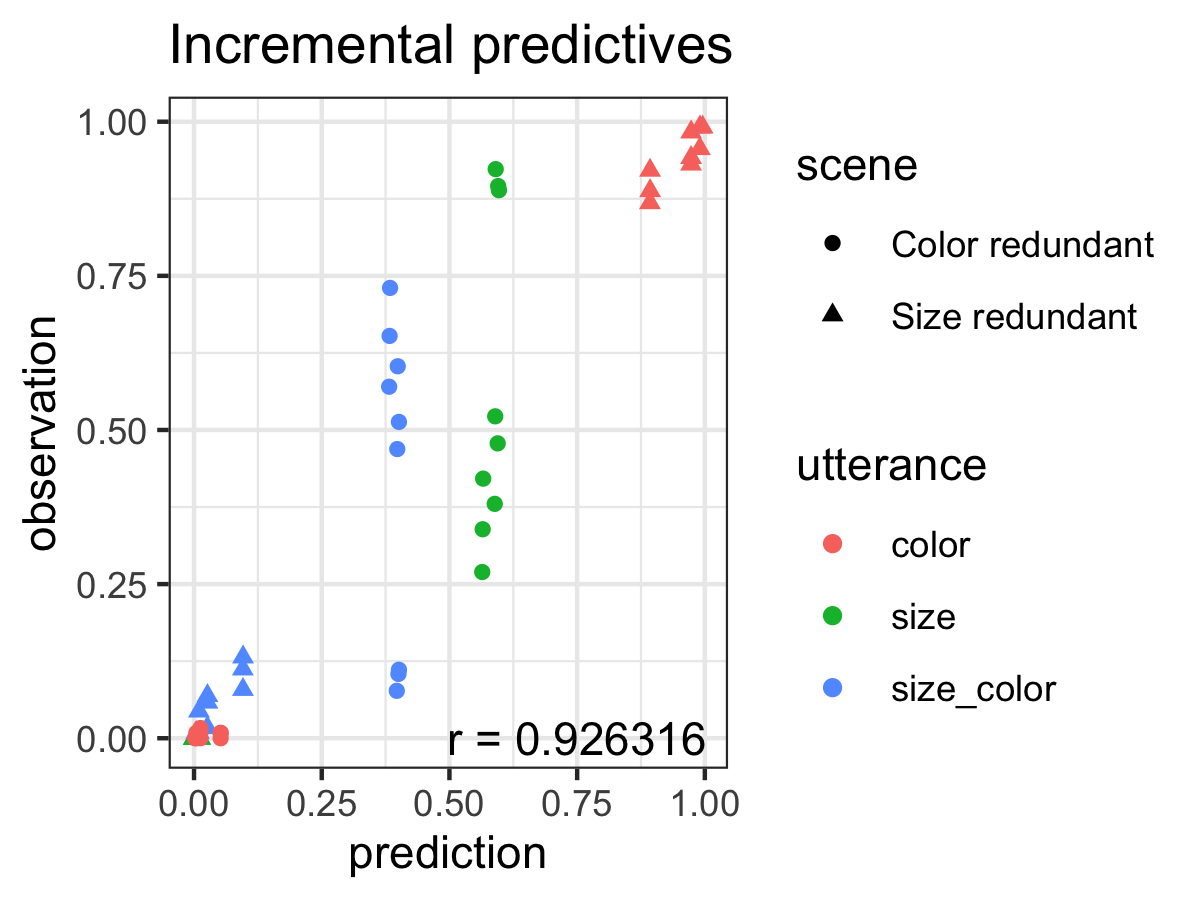 Incremental predictives
1.00
0.75
0.50
0.25
0.00
observation
r = 0.926316
0.00 0.25 0.50 0.75 1.00
prediction
scene
Color redundant
Size redundant
utterance
color
size
size_color